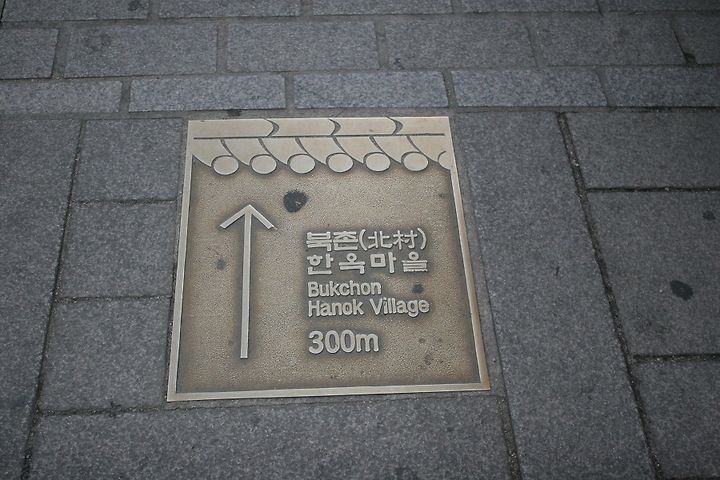 북촌(北村)
한옥마을
Bukchon
Hanok Village
300m